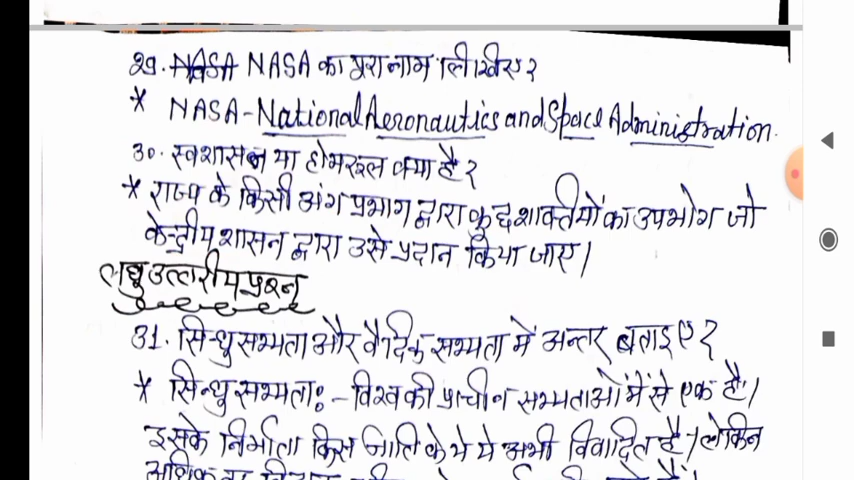 29. NASA NASA का पूरा नाम लिखिए?
* NASA-National Aeronautics and Space Administration.
30. स्वशासन या होमरूल क्या है?
* राज्य के किसी अंग प्रभाग द्वारा कुछ शक्तियों का उपभोग जो
केन्द्रीय शासन द्वारा उसे प्रदान किया जाए।
लघु उत्तरीय प्रश्न
31. सिन्धु सभ्यता और वैदिक सभ्यता में अन्तर बताइए?
* सिन्धु सभ्यता:- विश्व की प्राचीन सभ्यताओं में से एक है।
इसके निर्माता किस जाति के थे ये अभी विवादित है। लेकिन